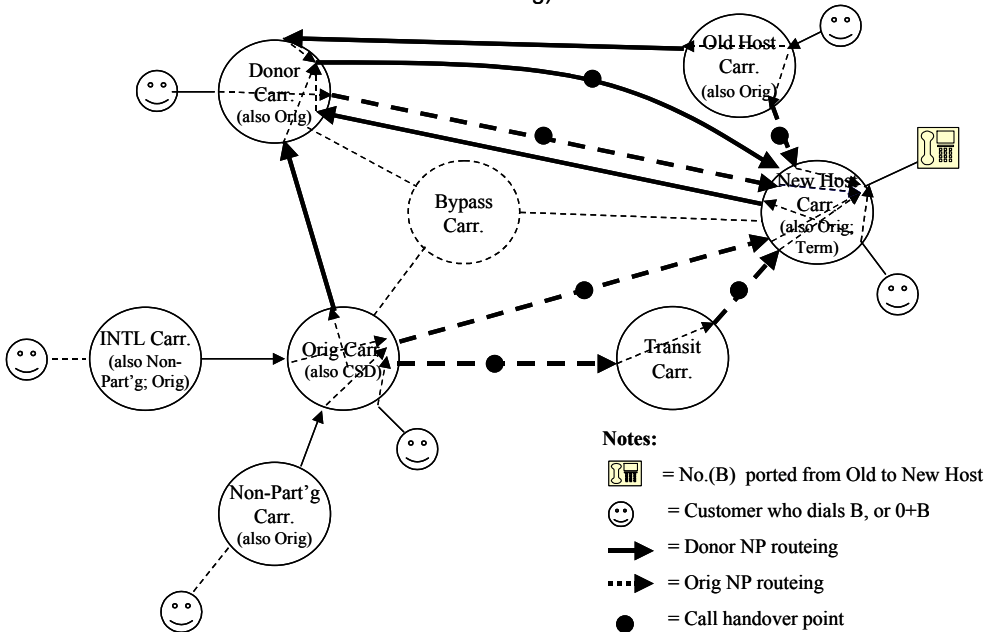 Old Host
Carr.
(also Orig)
Donor
Carr.
(also Orig)
New Host
Carr.
(also Orig;
Term)
Bypass
Carr.
INTL Carr.
(also Non-
Part'g; Orig)
Orig Carr.
(also CSD)
Transit
Carr.
Non-Part'g
Carr.
(also Orig)
Notes:
= No.(B) ported from Old to New Host
= Customer who dials B, or 0+B
= Donor NP routeing
= Orig NP routeing
= Call handover point